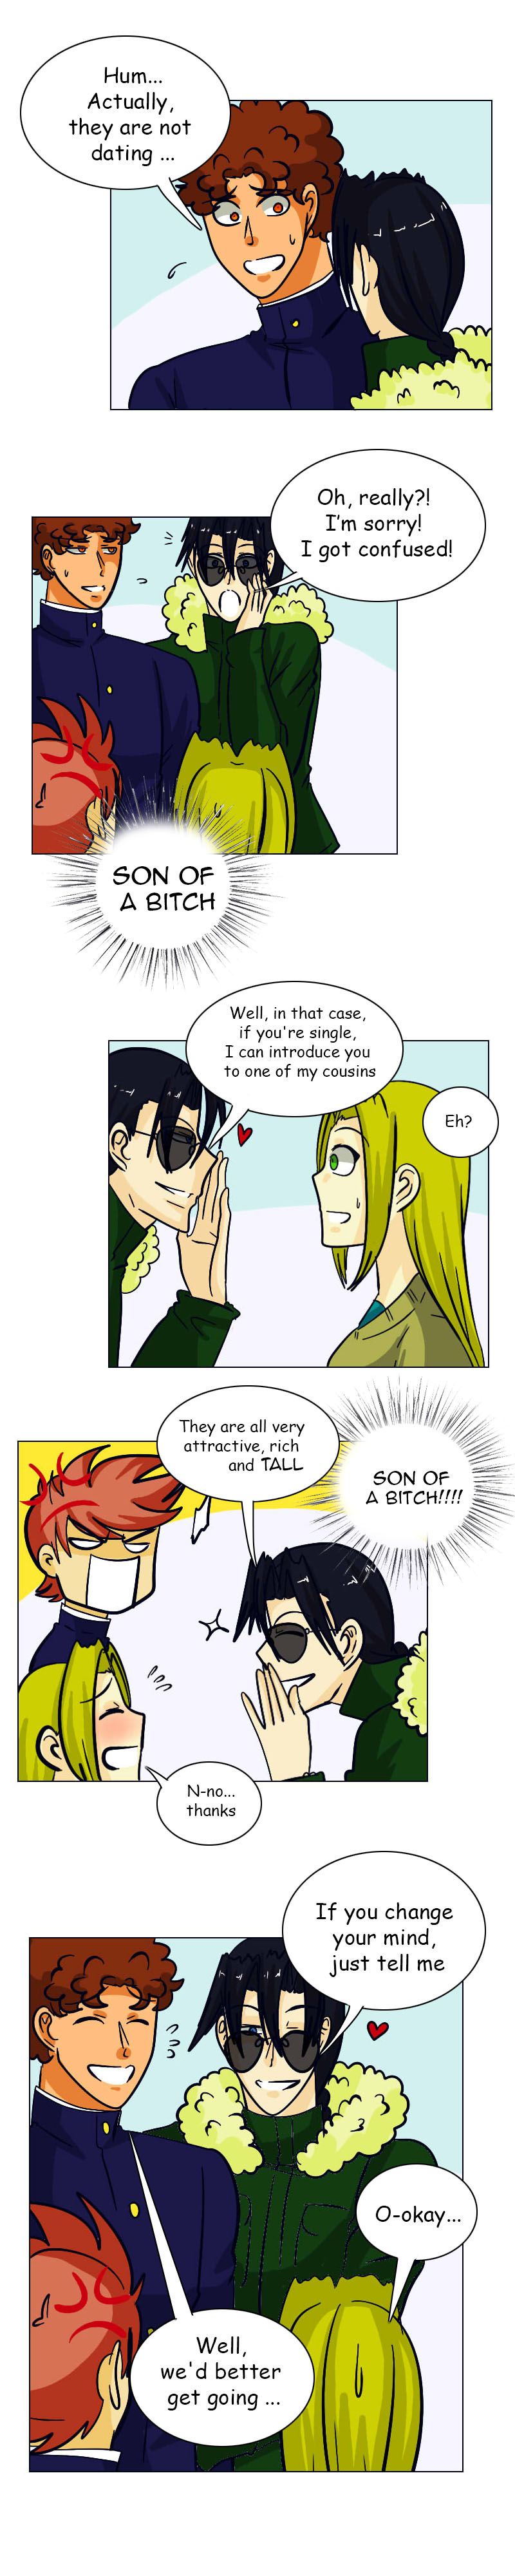 Hum...
Actually,
they are not
dating ...
Oh, really?!
I'm sorry!
I got confused!
SON OF
A BITCH
Well, in that case,
if you're single,
I can introduce you
to one of my cousins
Eh?
They are all very
attractive, rich
and TALL
SON OF
A BITCH!!!!
N-no...
thanks
If you change
your mind,
just tell me
O-okay...
Well,
we'd better
get going ...